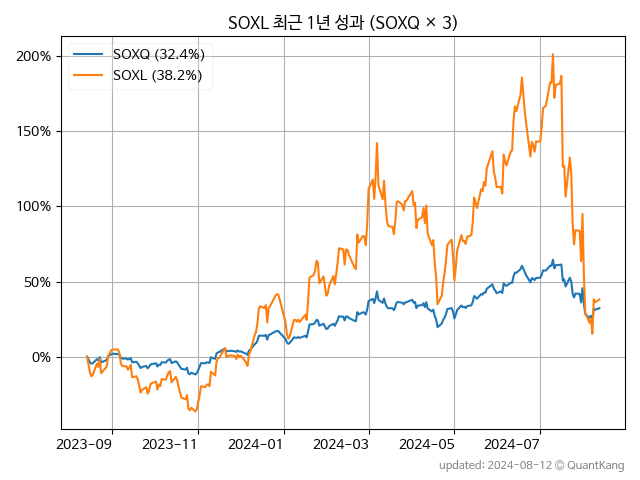 SOXL 최근 1년 성과 (SOXQ × 3)
SOXQ (32.4%)
SOXL (38.2%)
200%
150%
100%
50%
0%
2023-09 2023-11 2024-01 2024-03 2024-05 2024-07
updated: 2024-08-12 © QuantKang